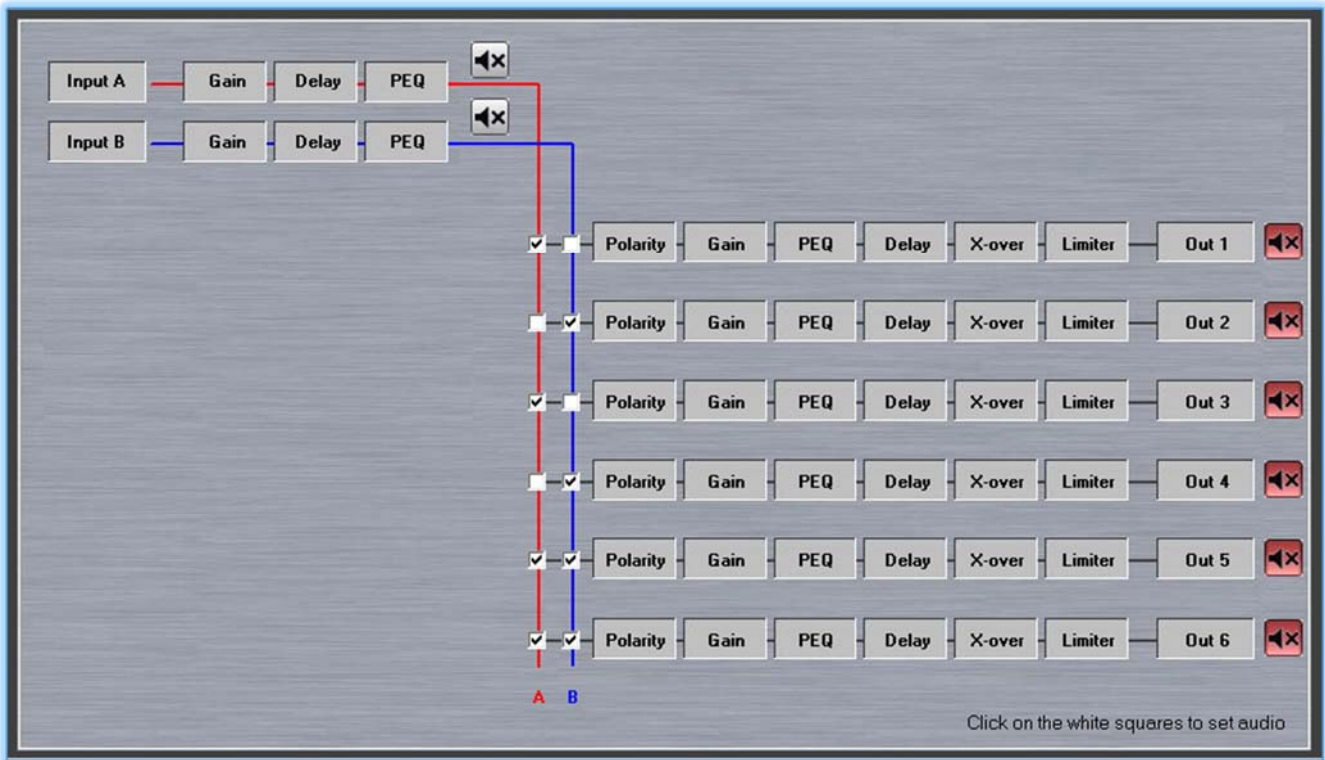 Input A Gain Delay PEQ
Input B Gain Delay PEQ
Polarity Gain PEQ Delay X-over Limiter Out 1
Polarity Gain PEQ Delay X-over Limiter Out 2
Polarity Gain PEQ Delay X-over Limiter Out 3
Polarity Gain PEQ Delay X-over Limiter Out 4
Polarity Gain PEQ Delay X-over Limiter Out 5
Polarity Gain PEQ Delay X-over Limiter Out 6
A B
Click on the white squares to set audio